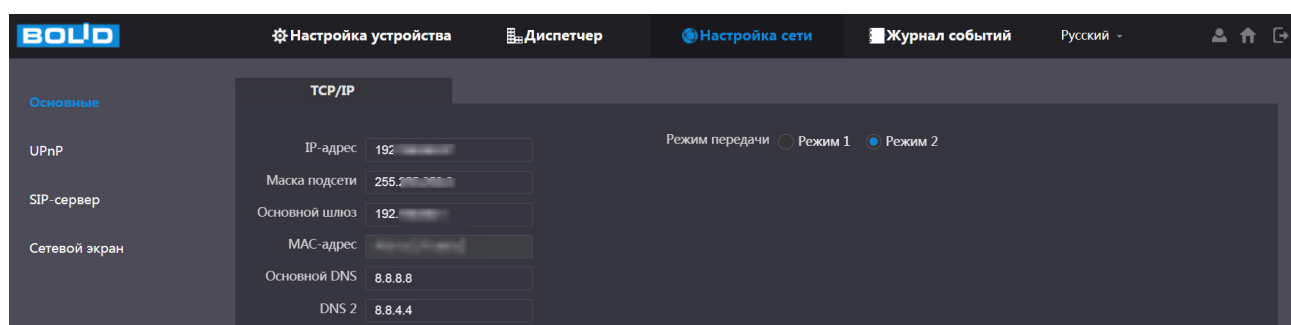 BOLID Настройка устройства Диспетчер Настройка сети Журнал событий Русский
Основные
TCP/IP
UPnP
IP-адрес 192
Режим передачи Режим 1 Режим 2
Маска подсети 255.
SIP-сервер
Основной шлюз 192.
Сетевой экран
MAC-адрес
Основной DNS 8.8.8.8
DNS 2 8.8.4.4